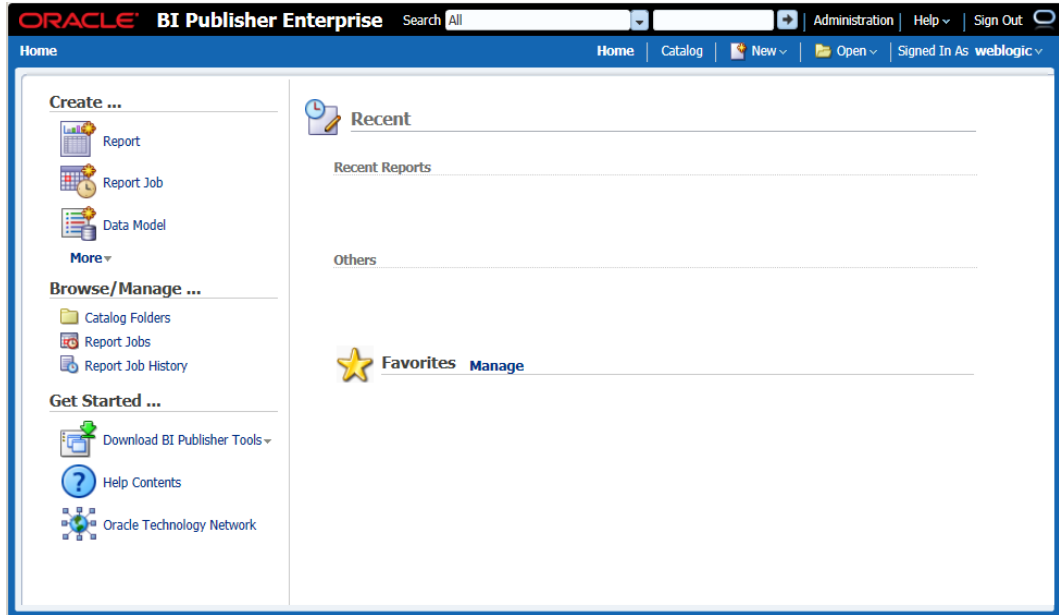 ORACLE BI Publisher Enterprise Search All Administration Help Sign Out
Home Home Catalog New Open Signed In As weblogic
Create ...
Report
Report Job
Data Model
More
Browse/Manage ...
Catalog Folders
Report Jobs
Report Job History
Get Started ...
Download BI Publisher Tools
Help Contents
Oracle Technology Network
Recent
Recent Reports
Others
Favorites Manage